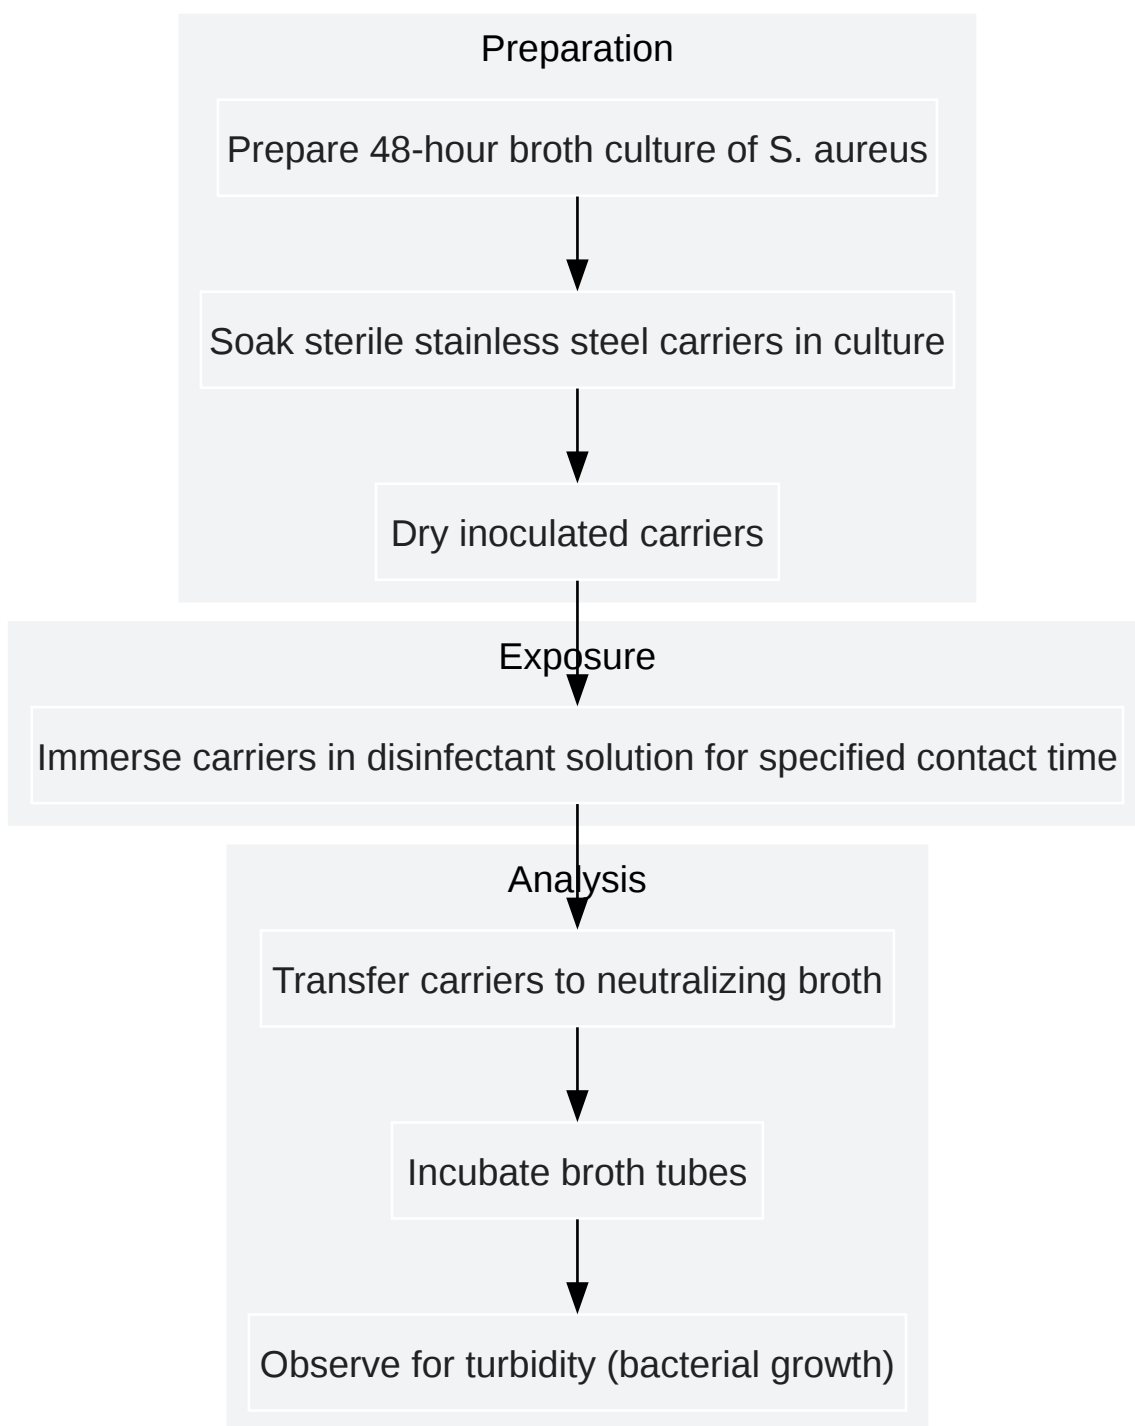 Preparation
Prepare 48-hour broth culture of S. aureus
Soak sterile stainless steel carriers in culture
Dry inoculated carriers
Exposure
Immerse carriers in disinfectant solution for specified contact time
Analysis
Transfer carriers to neutralizing broth
Incubate broth tubes
Observe for turbidity (bacterial growth)